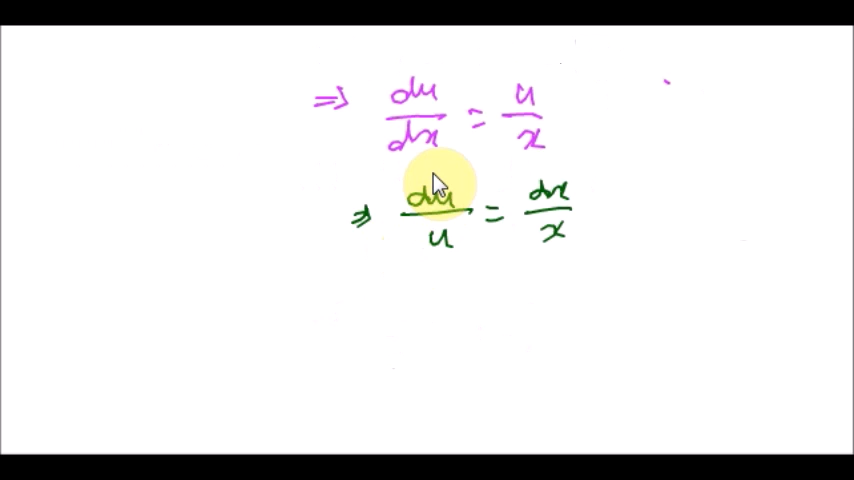 ⇒ du/dx = u/x
⇒ du/u = dx/x